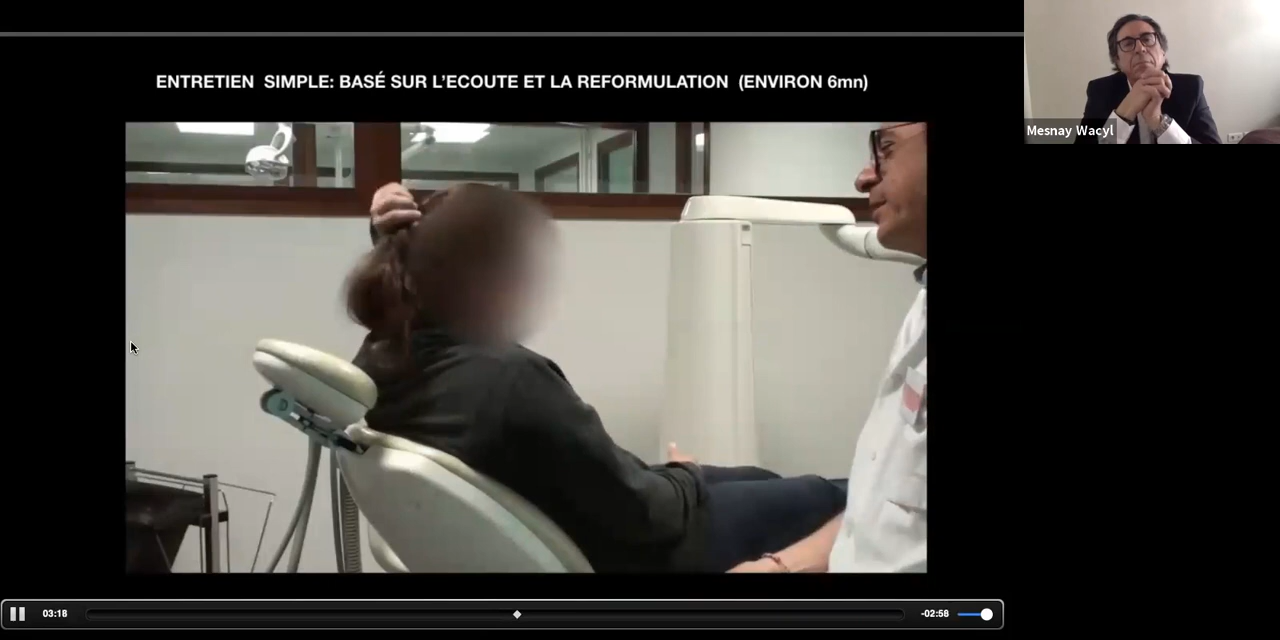 ENTRETIEN SIMPLE: BASÉ SUR L'ECOUTE ET LA REFORMULATION (ENVIRON 6mn)
Mesnay Wacyl
03:18
-02:58